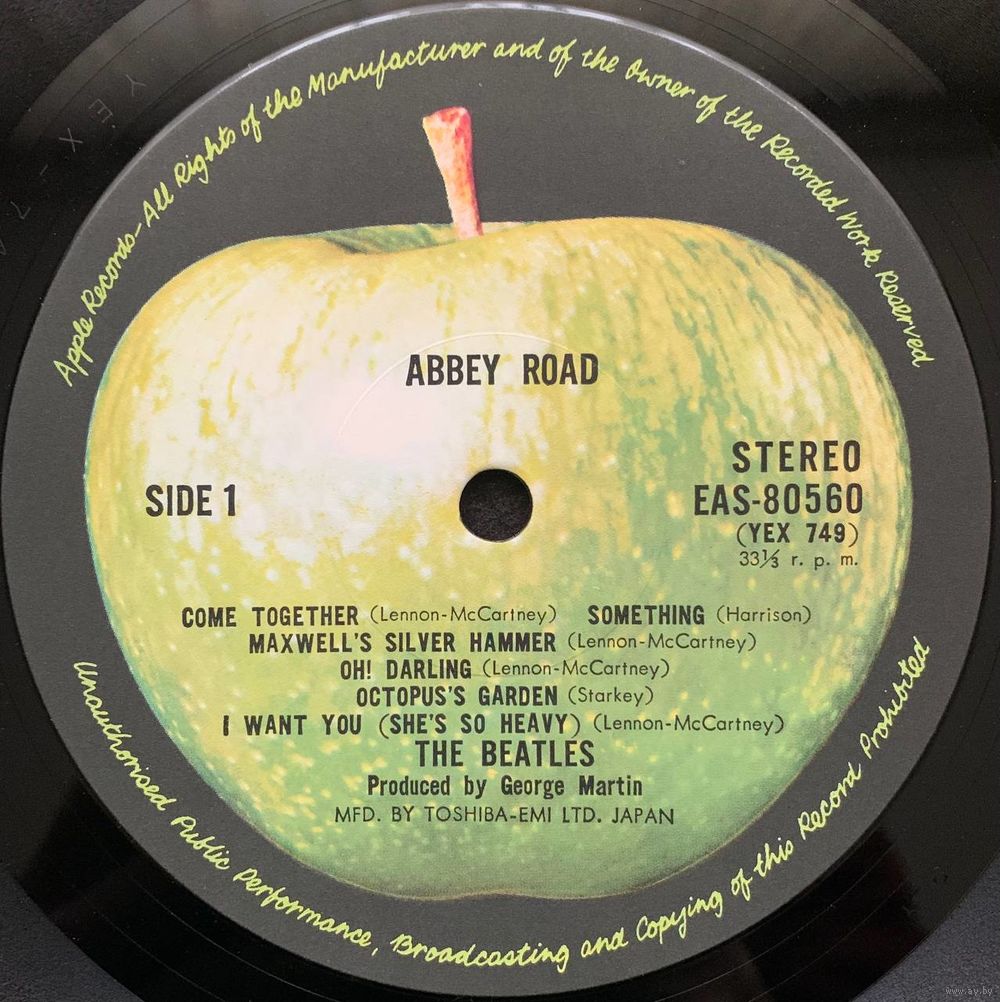 Apple Records-All Rights of the Manufacturer and of the Owner of the Recorded Work Reserved
ABBEY ROAD
STEREO
SIDE 1
EAS-80560
(YEX 749)
33⅓ r. p. m.
COME TOGETHER (Lennon-McCartney) SOMETHING (Harrison)
MAXWELL'S SILVER HAMMER (Lennon-McCartney)
OH! DARLING (Lennon-McCartney)
OCTOPUS'S GARDEN (Starkey)
I WANT YOU (SHE'S SO HEAVY) (Lennon-McCartney)
THE BEATLES
Produced by George Martin
MFD. BY TOSHIBA-EMI LTD. JAPAN
Unauthorised Public Performance, Broadcasting and Copying of this Record Prohibited
www.ay.by